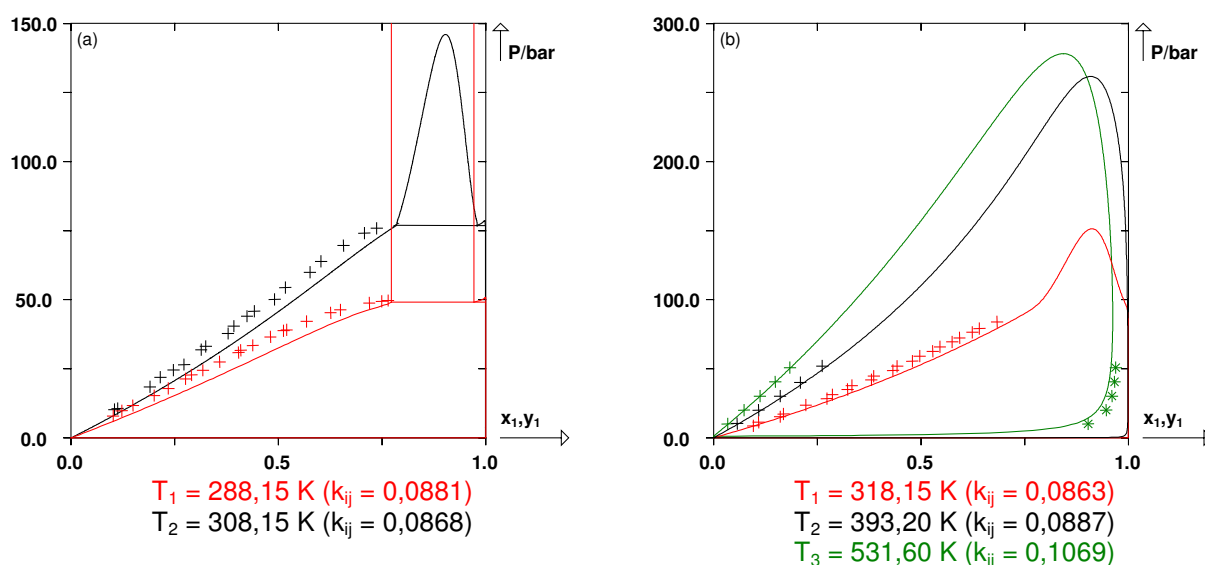 150.0
(a)
P/bar
100.0
50.0
x1,y1
0.0
0.0
0.5
1.0
T1 = 288,15 K (kij = 0,0881)
T2 = 308,15 K (kij = 0,0868)
300.0
(b)
P/bar
200.0
100.0
x1,y1
0.0
0.0
0.5
1.0
T1 = 318,15 K (kij = 0,0863)
T2 = 393,20 K (kij = 0,0887)
T3 = 531,60 K (kij = 0,1069)